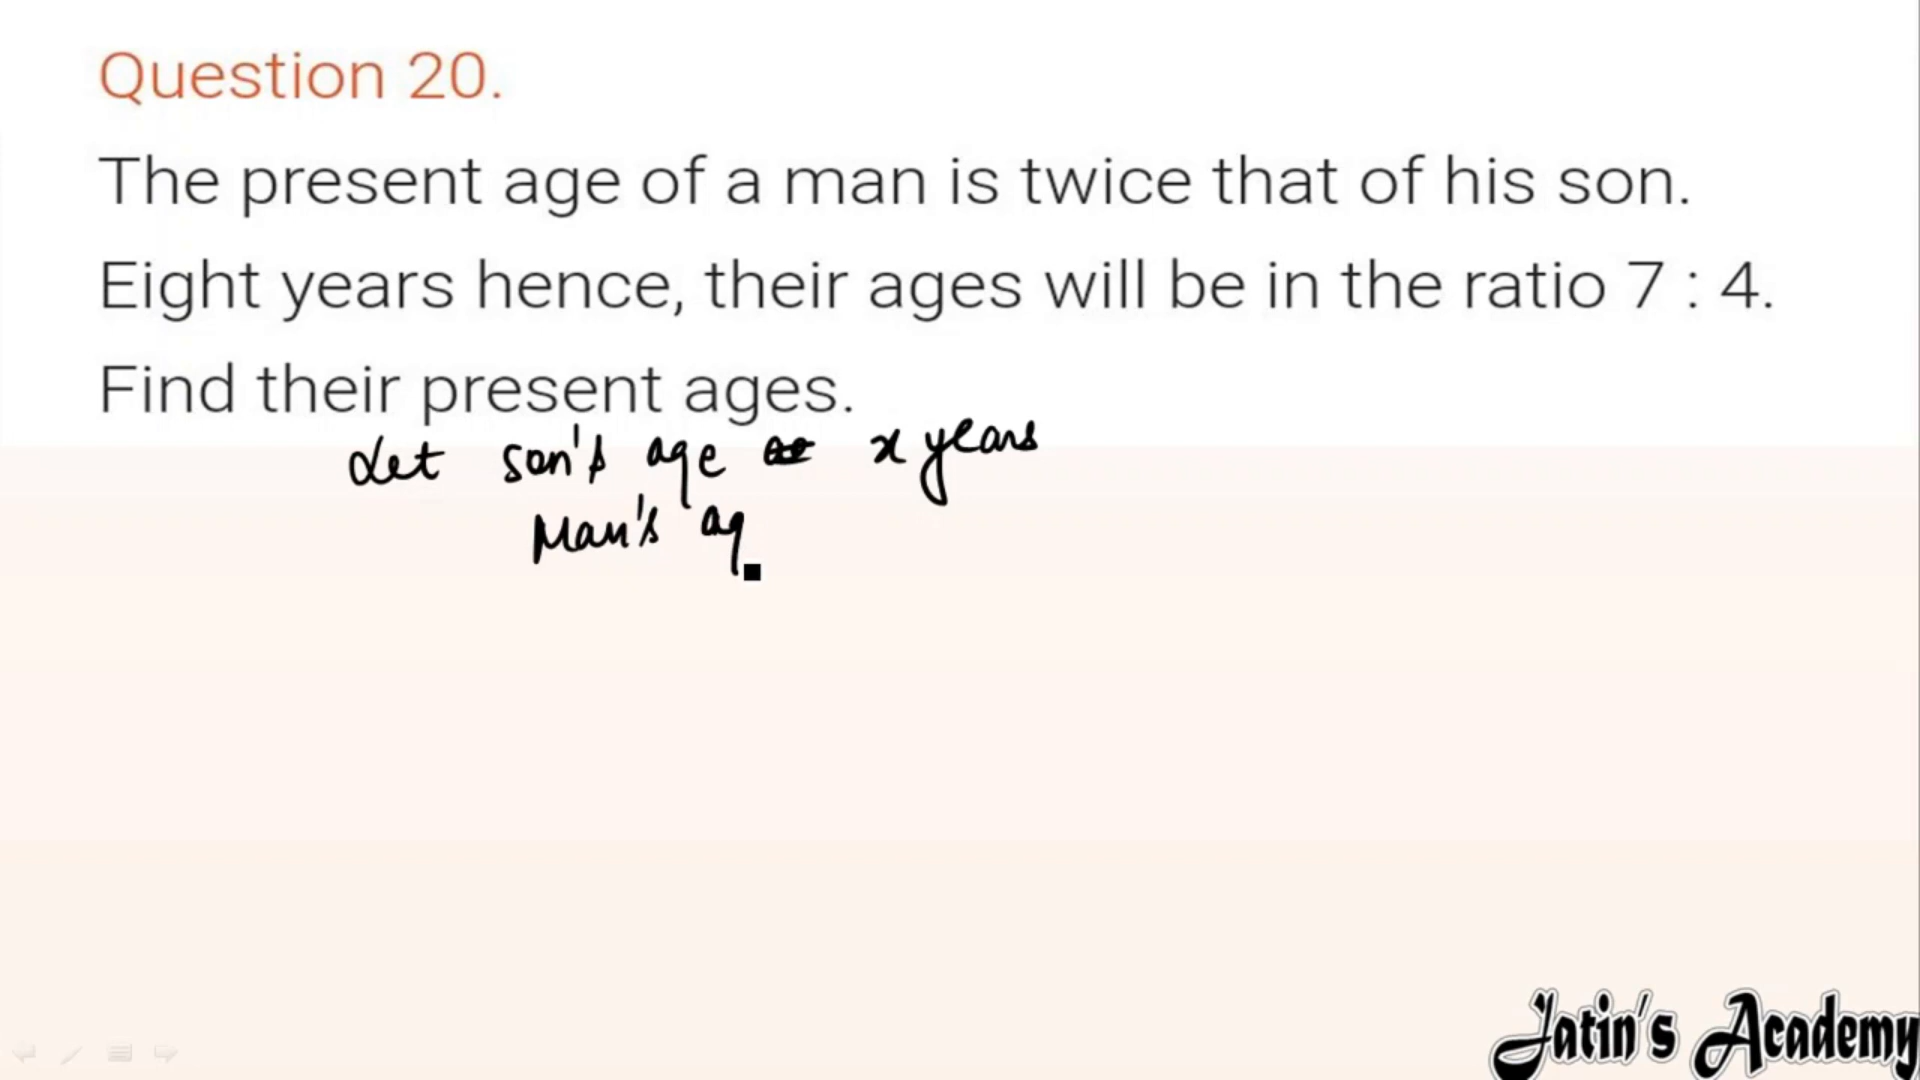 Question 20.
The present age of a man is twice that of his son.
Eight years hence, their ages will be in the ratio 7 : 4.
Find their present ages.
Let son's age x years
Man's ag
Jatin's Academy